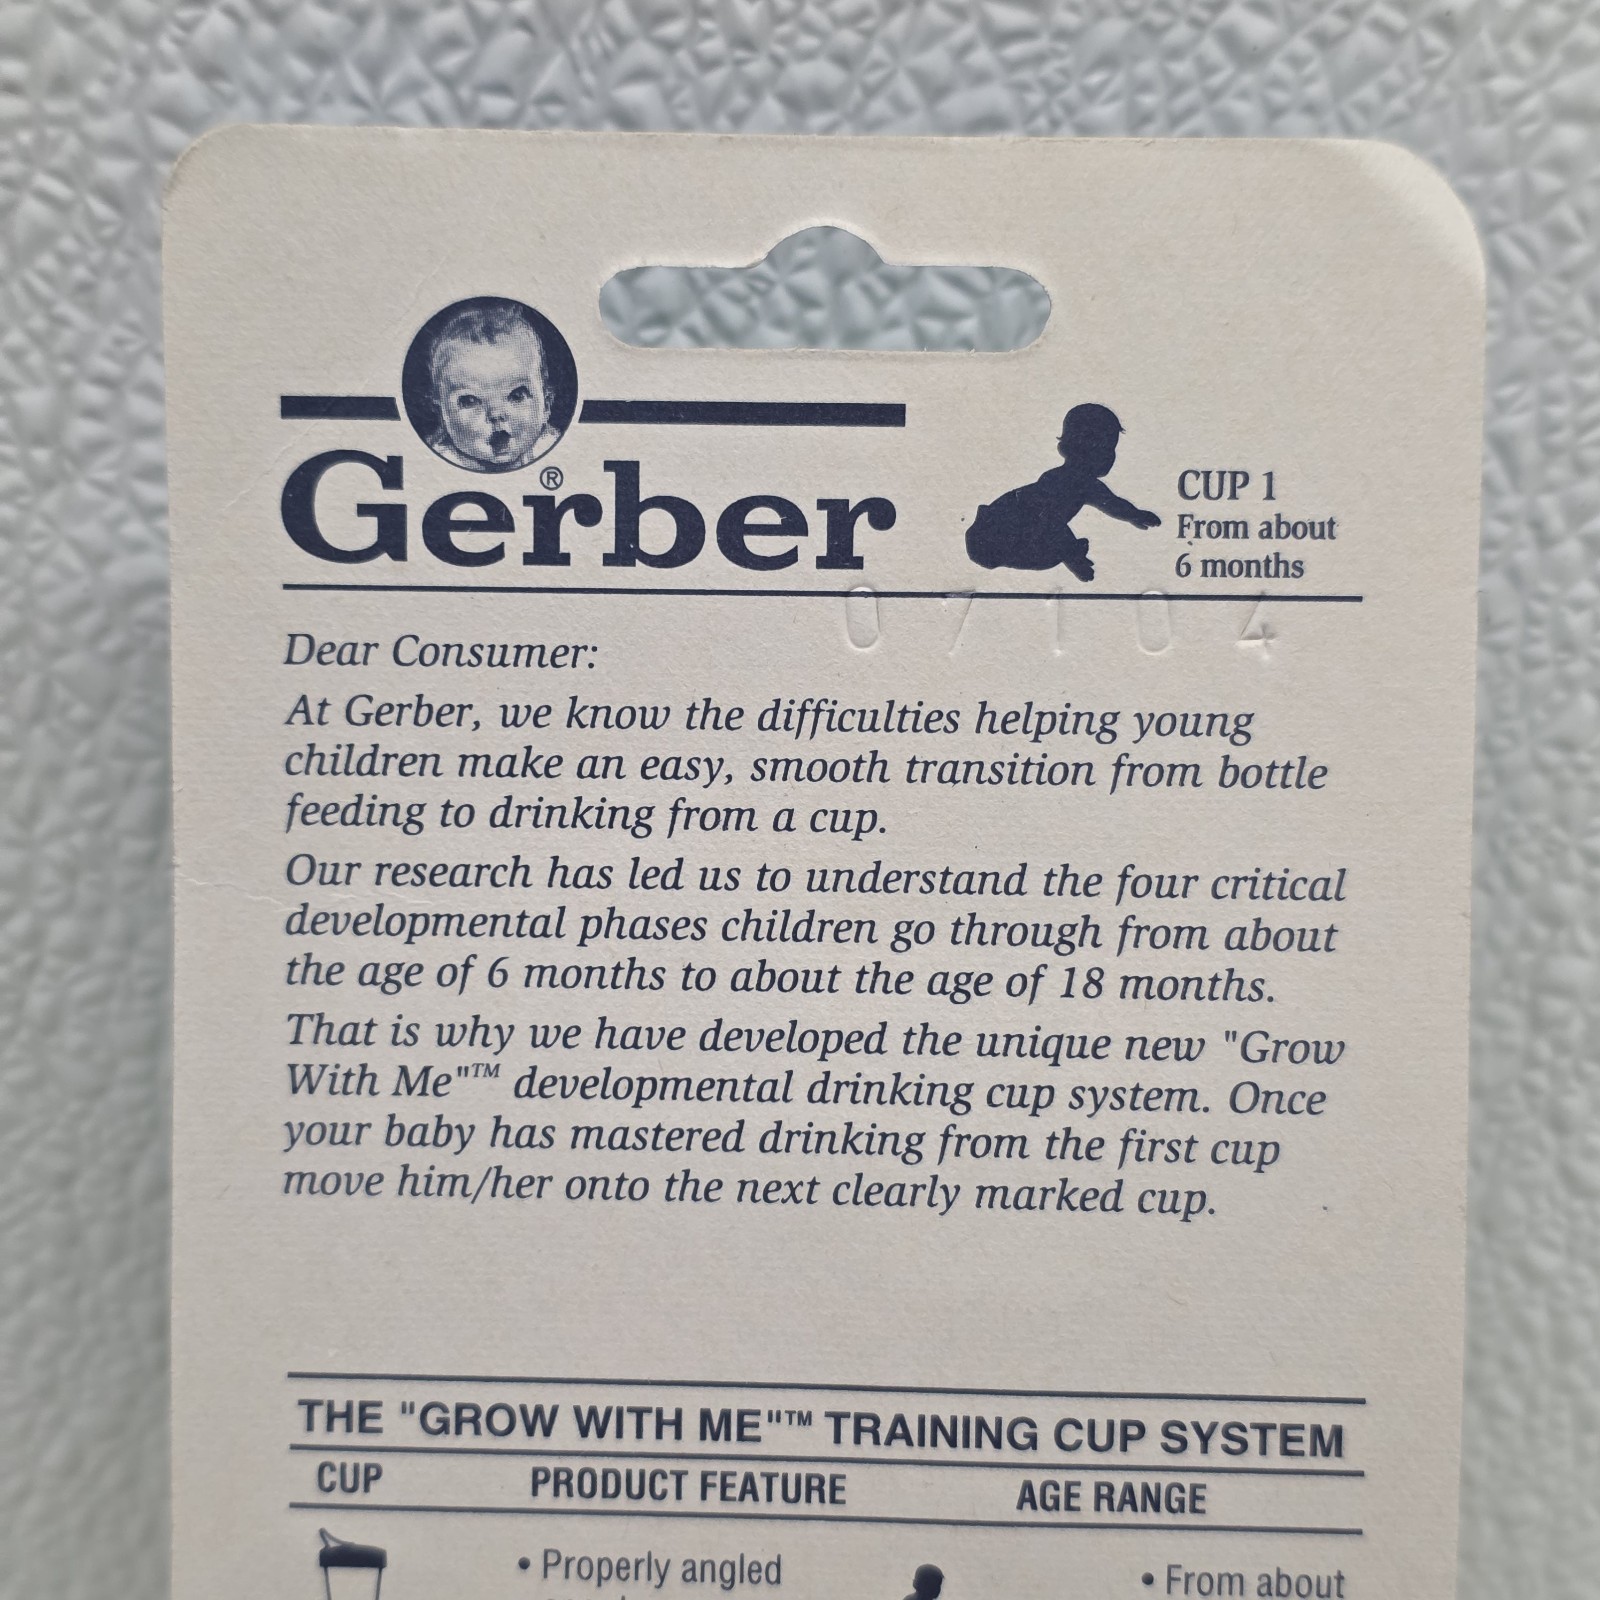 Gerber®
CUP 1
From about
6 months
07104
Dear Consumer:
At Gerber, we know the difficulties helping young
children make an easy, smooth transition from bottle
feeding to drinking from a cup.
Our research has led us to understand the four critical
developmental phases children go through from about
the age of 6 months to about the age of 18 months.
That is why we have developed the unique new "Grow
With Me"™ developmental drinking cup system. Once
your baby has mastered drinking from the first cup
move him/her onto the next clearly marked cup.
THE "GROW WITH ME"™ TRAINING CUP SYSTEM
CUP PRODUCT FEATURE AGE RANGE
• Properly angled • From about